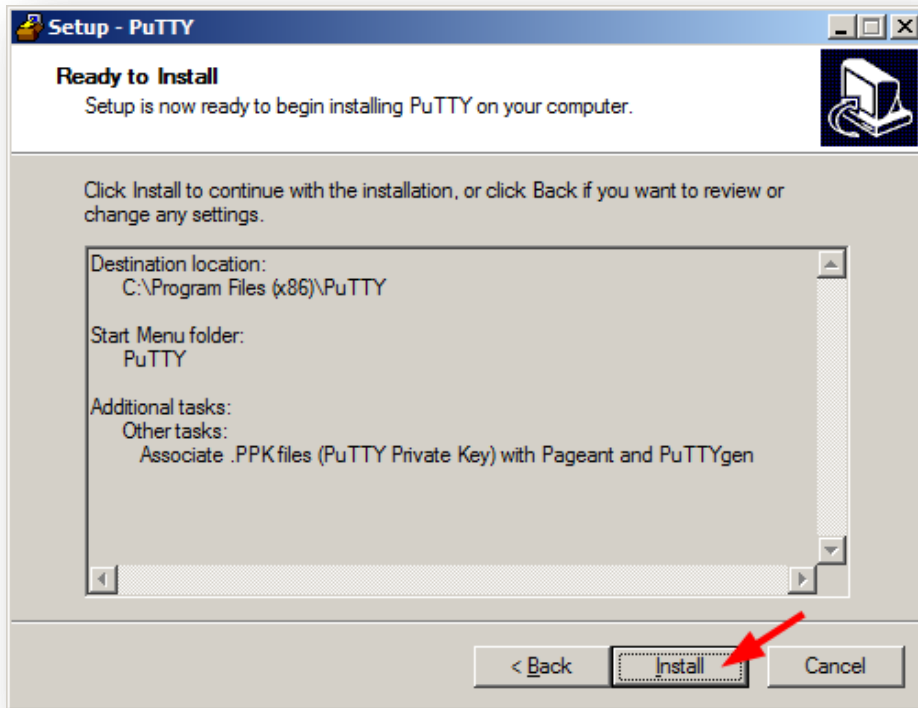 Setup - PuTTY
Ready to Install
Setup is now ready to begin installing PuTTY on your computer.
Click Install to continue with the installation, or click Back if you want to review or
change any settings.
Destination location:
C:\Program Files (x86)\PuTTY
Start Menu folder:
PuTTY
Additional tasks:
Other tasks:
Associate .PPK files (PuTTY Private Key) with Pageant and PuTTYgen
< Back
Install
Cancel